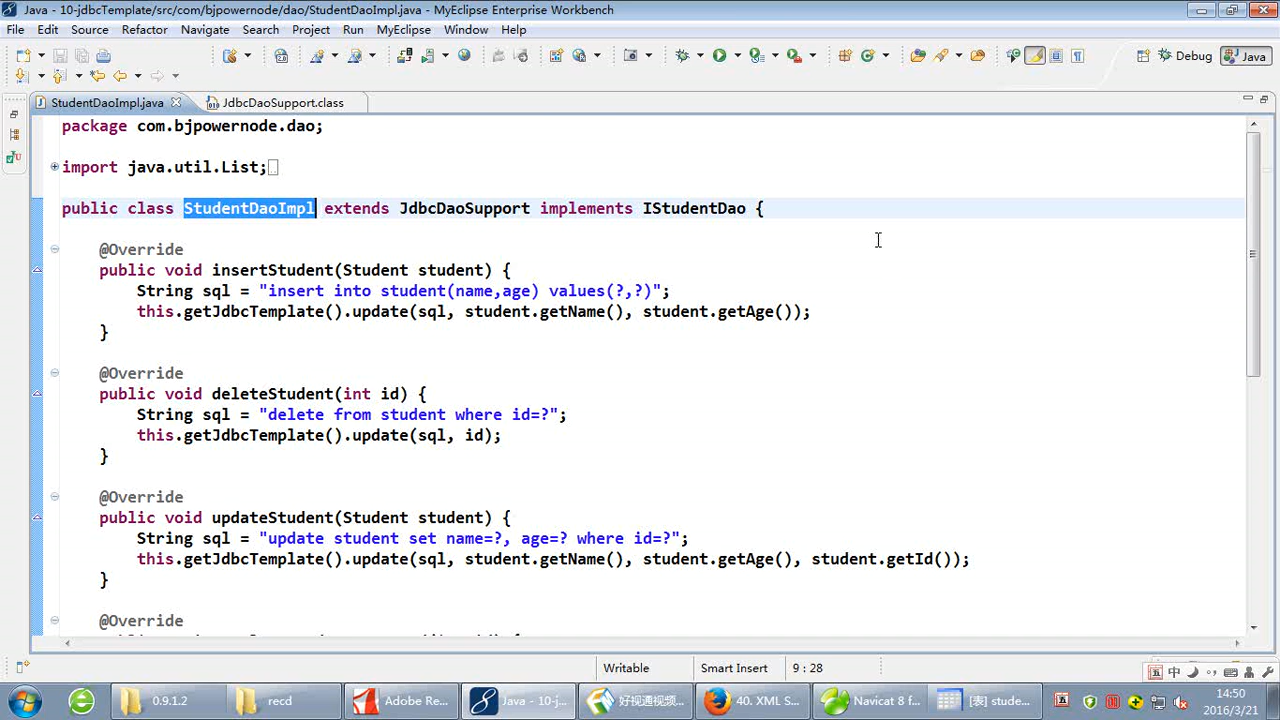 Java - 10-jdbcTemplate/src/com/bjpowernode/dao/StudentDaoImpl.java - MyEclipse Enterprise Workbench
File Edit Source Refactor Navigate Search Project Run MyEclipse Window Help
Debug Java
StudentDaoImpl.java JdbcDaoSupport.class
package com.bjpowernode.dao;
import java.util.List;
public class StudentDaoImpl extends JdbcDaoSupport implements IStudentDao {
@Override
public void insertStudent(Student student) {
String sql = "insert into student(name,age) values(?,?)";
this.getJdbcTemplate().update(sql, student.getName(), student.getAge());
}
@Override
public void deleteStudent(int id) {
String sql = "delete from student where id=?";
this.getJdbcTemplate().update(sql, id);
}
@Override
public void updateStudent(Student student) {
String sql = "update student set name=?, age=? where id=?";
this.getJdbcTemplate().update(sql, student.getName(), student.getAge(), student.getId());
}
@Override
Writable Smart Insert 9 : 28
五 中
0.9.1.2 recd Adobe Re... Java - 10-j... 好视通视频... 40. XML S... Navicat 8 f... [表] stude... 五 14:50
2016/3/21